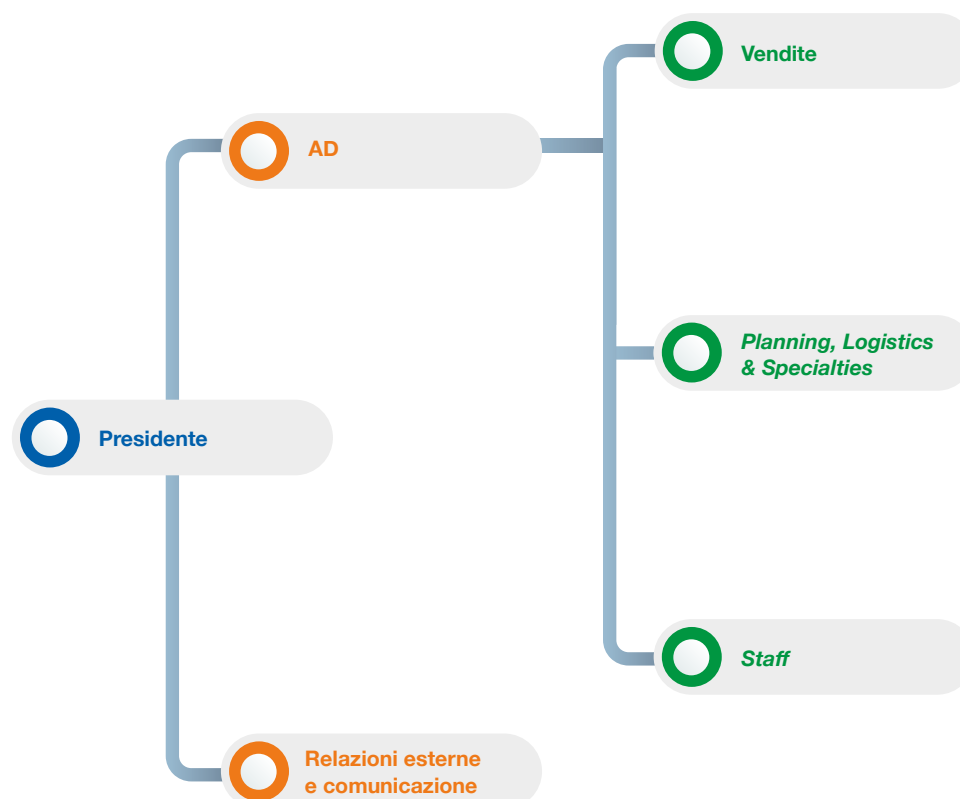 Vendite
AD
Planning, Logistics
& Specialties
Presidente
Staff
Relazioni esterne
e comunicazione